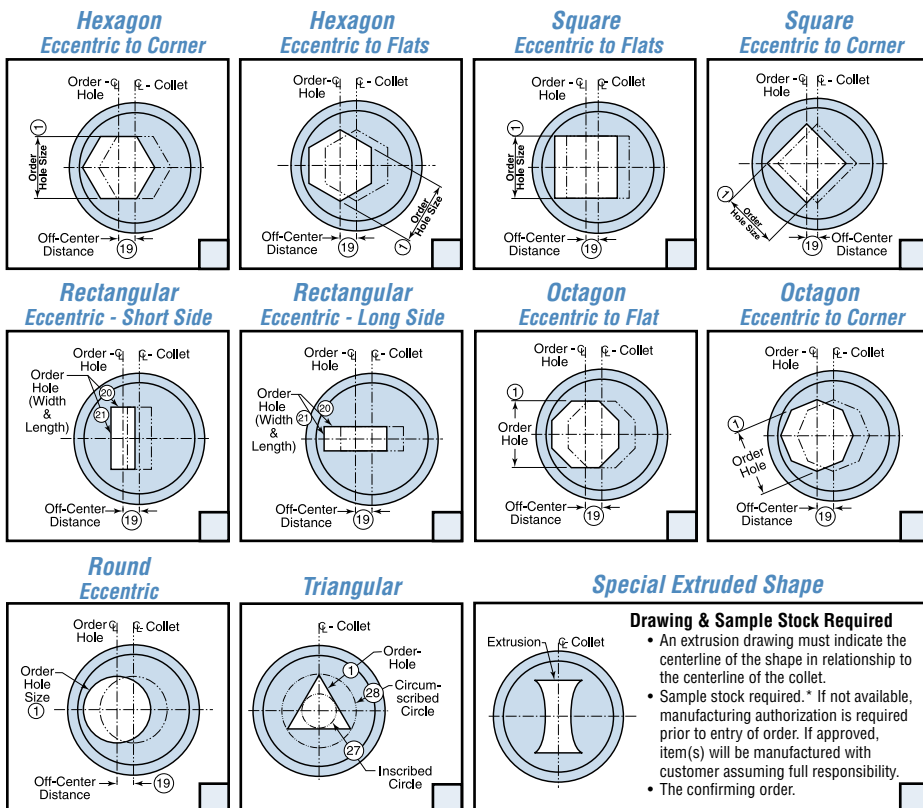 Hexagon
Eccentric to Corner
Order - ℄
Hole
℄ - Collet
1
Order
Hole Size
Off-Center
Distance
19
Hexagon
Eccentric to Flats
Order-℄
Hole
℄ - Collet
Order
Hole Size
1
Off-Center
Distance
19
Square
Eccentric to Flats
Order - ℄
Hole
℄ - Collet
1
Order
Hole Size
Off-Center
Distance
19
Square
Eccentric to Corner
Order - ℄
Hole
℄ - Collet
1
Order
Hole Size
19
Off-Center
Distance
Rectangular
Eccentric - Short Side
Order - ℄
Hole
℄ - Collet
Order
Hole
(Width
&
Length)
20
21
Off-Center
Distance
19
Rectangular
Eccentric - Long Side
Order - ℄
Hole
℄ - Collet
Order
Hole
(Width
&
Length)
21
20
Off-Center
Distance
19
Octagon
Eccentric to Flat
Order - ℄
Hole
℄ - Collet
1
Order
Hole
Off-Center
Distance
19
Octagon
Eccentric to Corner
Order - ℄
Hole
℄ - Collet
1
Order
Hole
Off-Center
Distance
19
Round
Eccentric
Order ℄
Hole
℄ - Collet
Order
Hole
Size
1
Off-Center
Distance
19
Triangular
℄ - Collet
Order-
Hole
1
28
Circum-
scribed
Circle
27
Inscribed
Circle
Special Extruded Shape
Extrusion
℄ - Collet
Drawing & Sample Stock Required
• An extrusion drawing must indicate the
centerline of the shape in relationship to
the centerline of the collet.
• Sample stock required.* If not available,
manufacturing authorization is required
prior to entry of order. If approved,
item(s) will be manufactured with
customer assuming full responsibility.
• The confirming order.